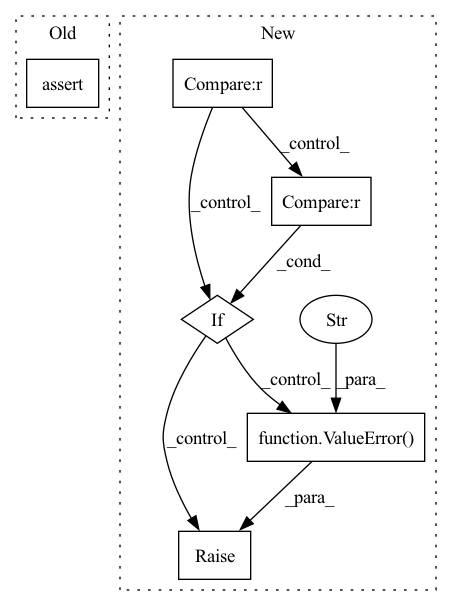 Old
New
assert
Compare:r
_control_
_control_
Compare:r
_cond_
If
Str
_control_
_para_
_control_
function.ValueError()
_para_
Raise